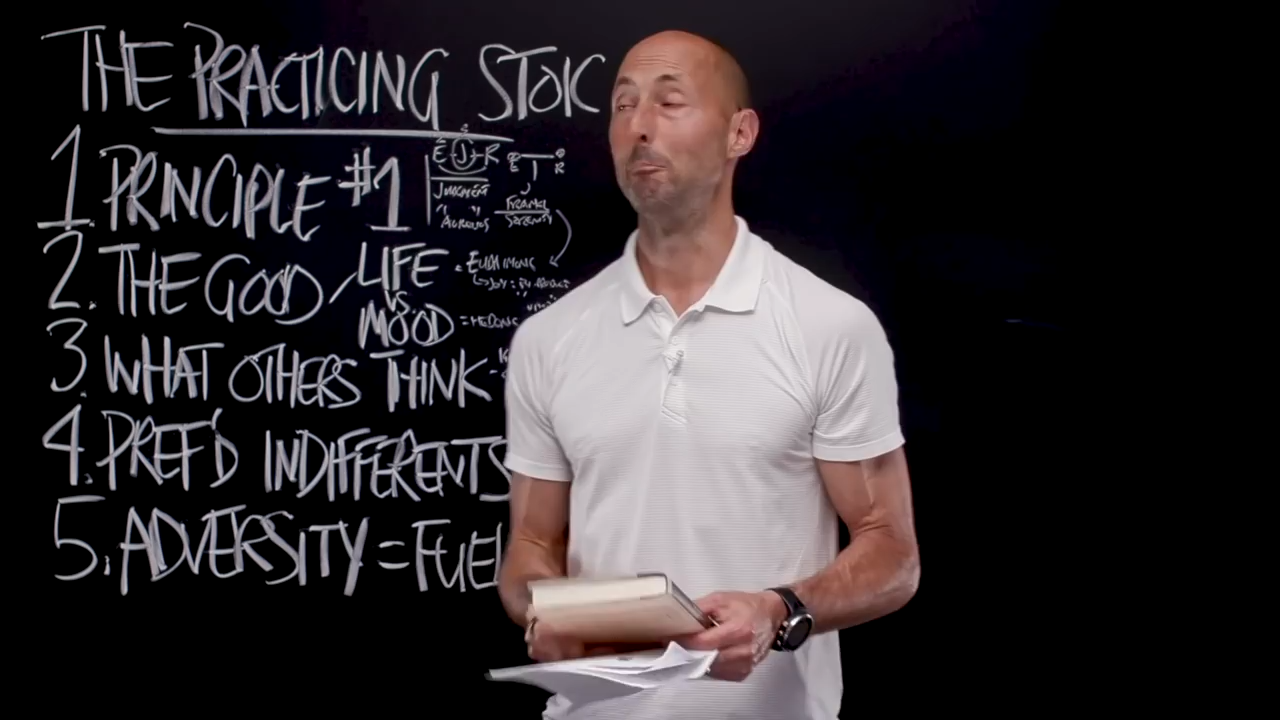 THE PRACTICING STOIC
1. PRINCIPLE #1
E-J-R
JUDGMENT
E J R
2. THE GOOD / LIFE
VS
MOOD
3 WHAT OTHERS THINK -
4. PREF'D INDIFFERENTS
5. ADVERSITY = FUEL